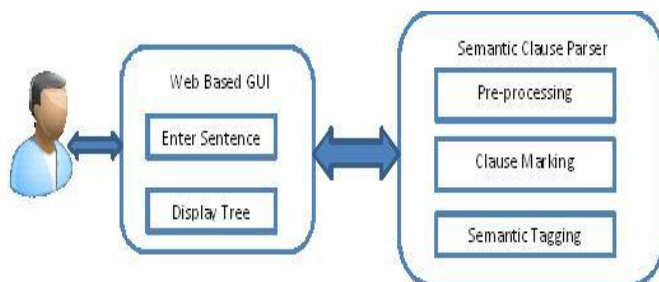 Web Based GUI
Enter Sentence
Display Tree
Semantic Clause Parser
Pre-processing
Clause Marking
Semantic Tagging